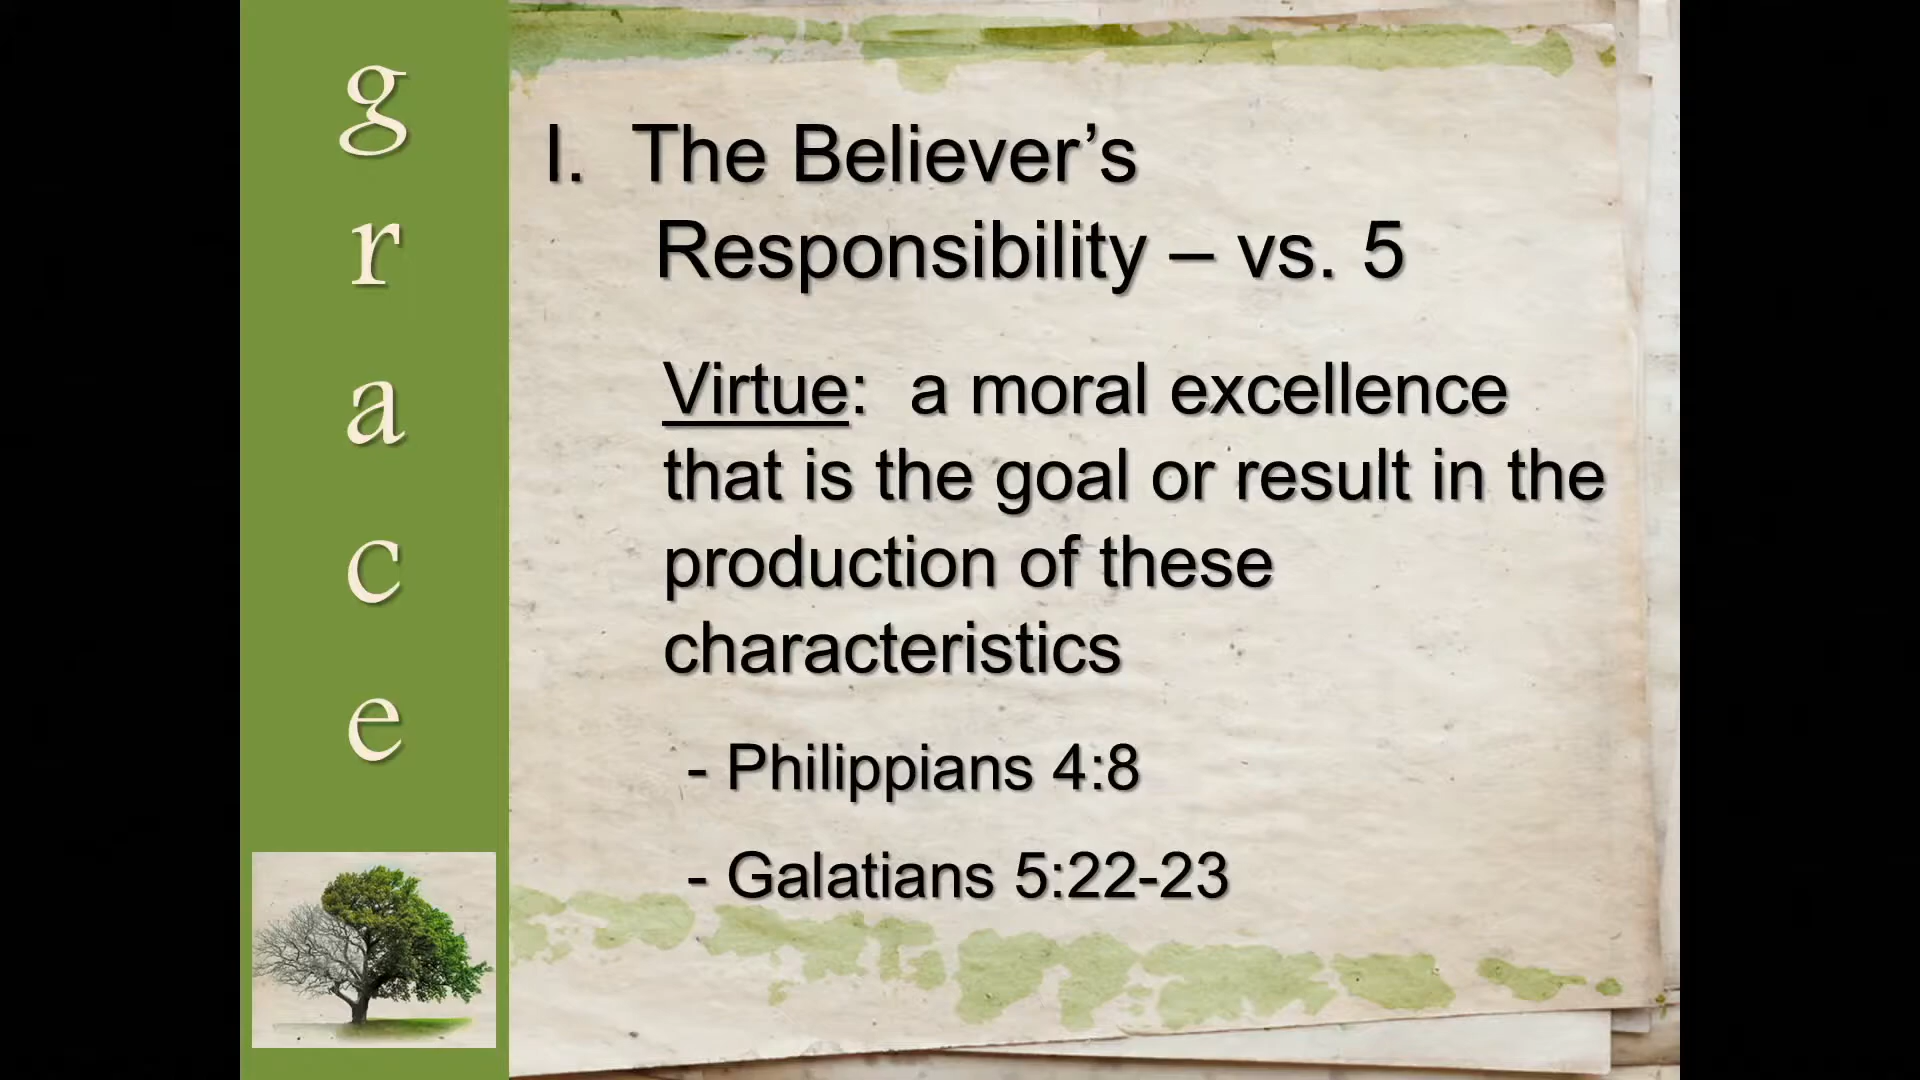 grace
I. The Believer’s
Responsibility – vs. 5
Virtue: a moral excellence
that is the goal or result in the
production of these
characteristics
- Philippians 4:8
- Galatians 5:22-23